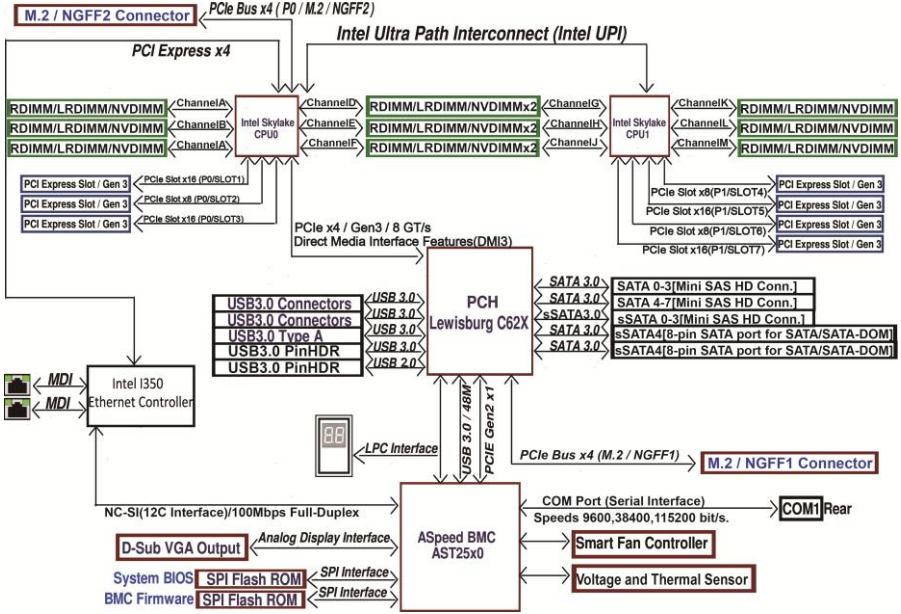 M.2 / NGFF2 Connector
PCIe Bus x4 ( P0 / M.2 / NGFF2)
PCI Express x4
Intel Ultra Path Interconnect (Intel UPI)
RDIMM/LRDIMM/NVDIMM
ChannelA
Intel Skylake
CPU0
ChannelD
RDIMM/LRDIMM/NVDIMMx2
ChannelG
Intel Skylake
CPU1
ChannelK
RDIMM/LRDIMM/NVDIMM
RDIMM/LRDIMM/NVDIMM
ChannelB
ChannelE
RDIMM/LRDIMM/NVDIMMx2
ChannelH
ChannelL
RDIMM/LRDIMM/NVDIMM
RDIMM/LRDIMM/NVDIMM
ChannelA
ChannelF
RDIMM/LRDIMM/NVDIMMx2
ChannelJ
ChannelM
RDIMM/LRDIMM/NVDIMM
PCI Express Slot / Gen 3
PCIe Slot x16 (P0/SLOT1)
PCI Express Slot / Gen 3
PCIe Slot x8 (P0/SLOT2)
PCI Express Slot / Gen 3
PCIe Slot x16 (P0/SLOT3)
PCIe Slot x8(P1/SLOT4)
PCI Express Slot / Gen 3
PCIe Slot x16(P1/SLOT5)
PCI Express Slot / Gen 3
PCIe Slot x8(P1/SLOT6)
PCI Express Slot / Gen 3
PCIe Slot x16(P1/SLOT7)
PCI Express Slot / Gen 3
PCIe x4 / Gen3 / 8 GT/s
Direct Media Interface Features(DMI3)
PCH
Lewisburg C62X
USB3.0 Connectors
USB 3.0
USB3.0 Connectors
USB 3.0
USB3.0 Type A
USB 3.0
USB3.0 PinHDR
USB 3.0
USB3.0 PinHDR
USB 2.0
SATA 3.0
SATA 0-3[Mini SAS HD Conn.]
SATA 3.0
SATA 4-7[Mini SAS HD Conn.]
sSATA3.0
sSATA 0-3[Mini SAS HD Conn.]
SATA 3.0
sSATA4[8-pin SATA port for SATA/SATA-DOM]
SATA 3.0
sSATA4[8-pin SATA port for SATA/SATA-DOM]
MDI
MDI
Intel I350
Ethernet Controller
88
LPC Interface
USB 3.0 / 48M
PCIE Gen2 x1
PCIe Bus x4 (M.2 / NGFF1)
M.2 / NGFF1 Connector
NC-SI(12C Interface)/100Mbps Full-Duplex
ASpeed BMC
AST25x0
COM Port (Serial Interface)
Speeds 9600,38400,115200 bit/s.
COM1 Rear
D-Sub VGA Output
Analog Display Interface
Smart Fan Controller
System BIOS
SPI Flash ROM
SPI Interface
Voltage and Thermal Sensor
BMC Firmware
SPI Flash ROM
SPI Interface